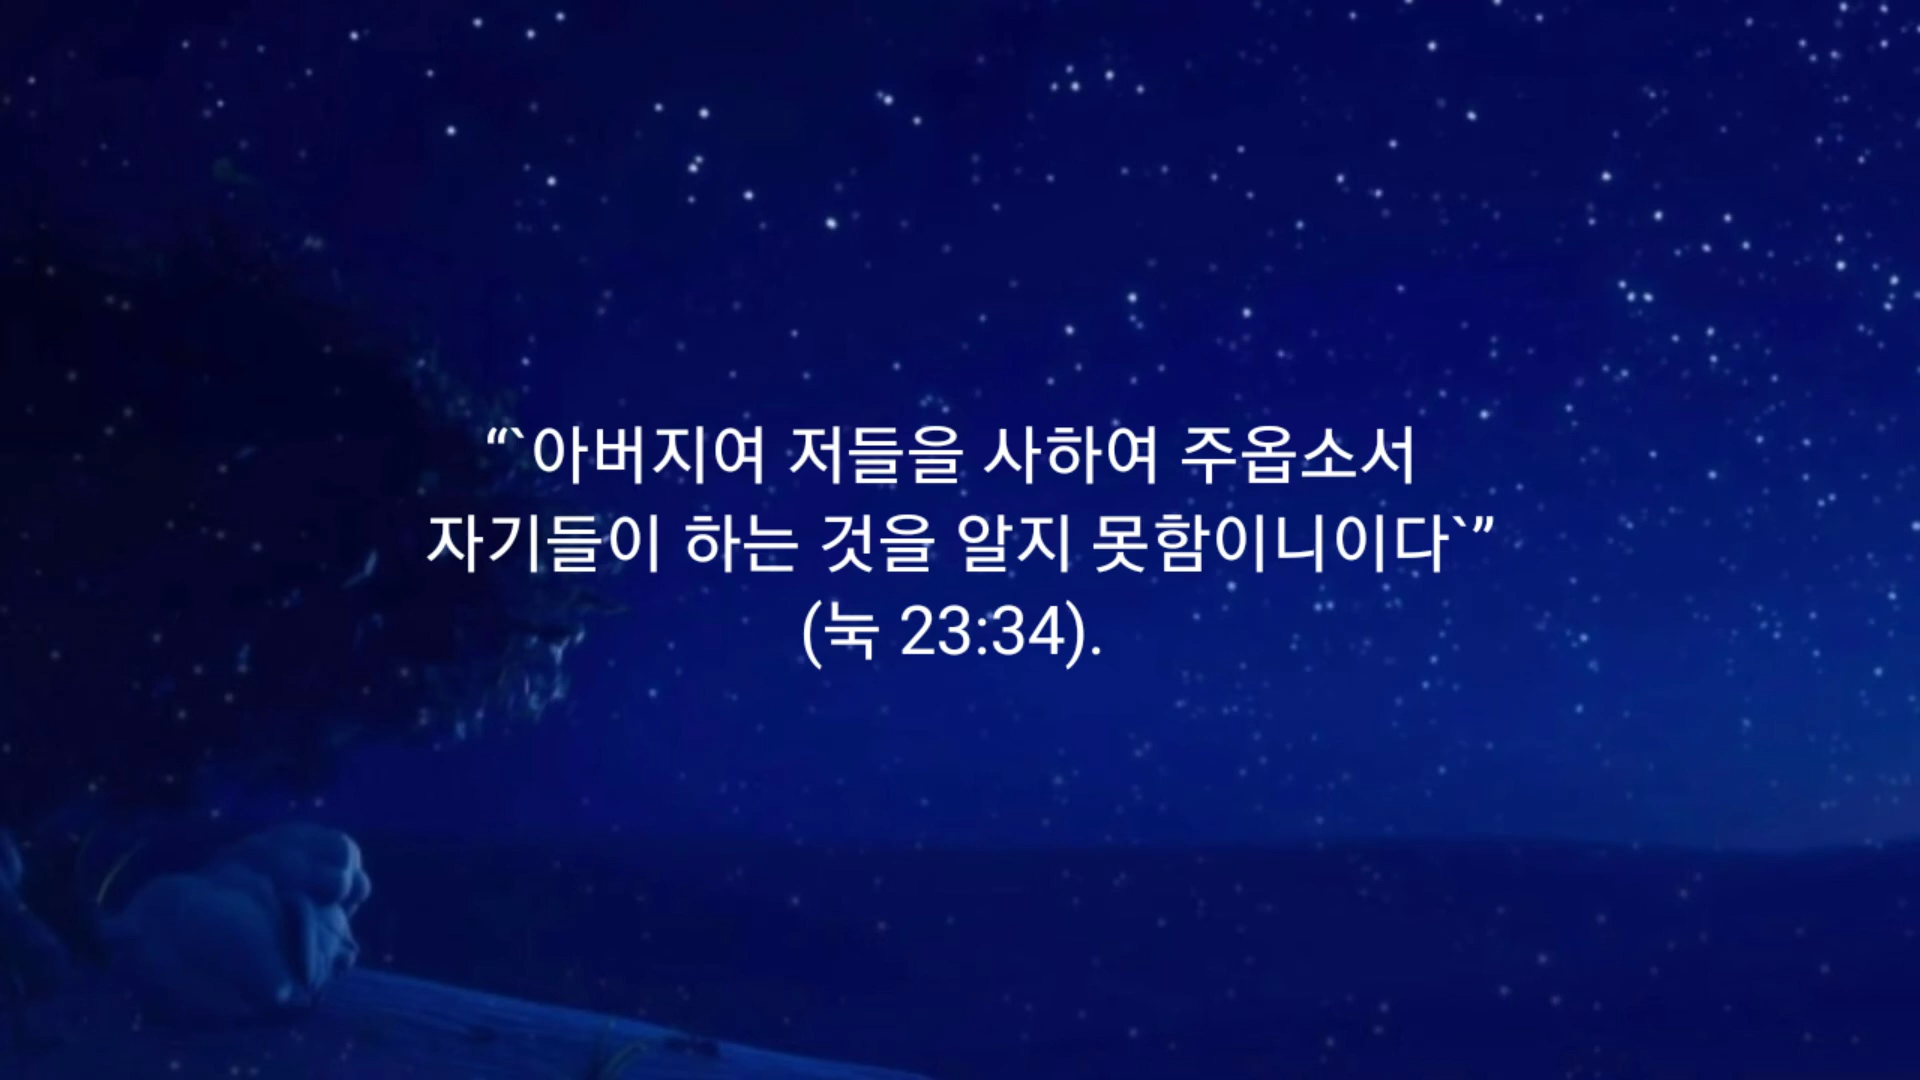 “`아버지여 저들을 사하여 주옵소서
자기들이 하는 것을 알지 못함이니이다`”
(눅 23:34).